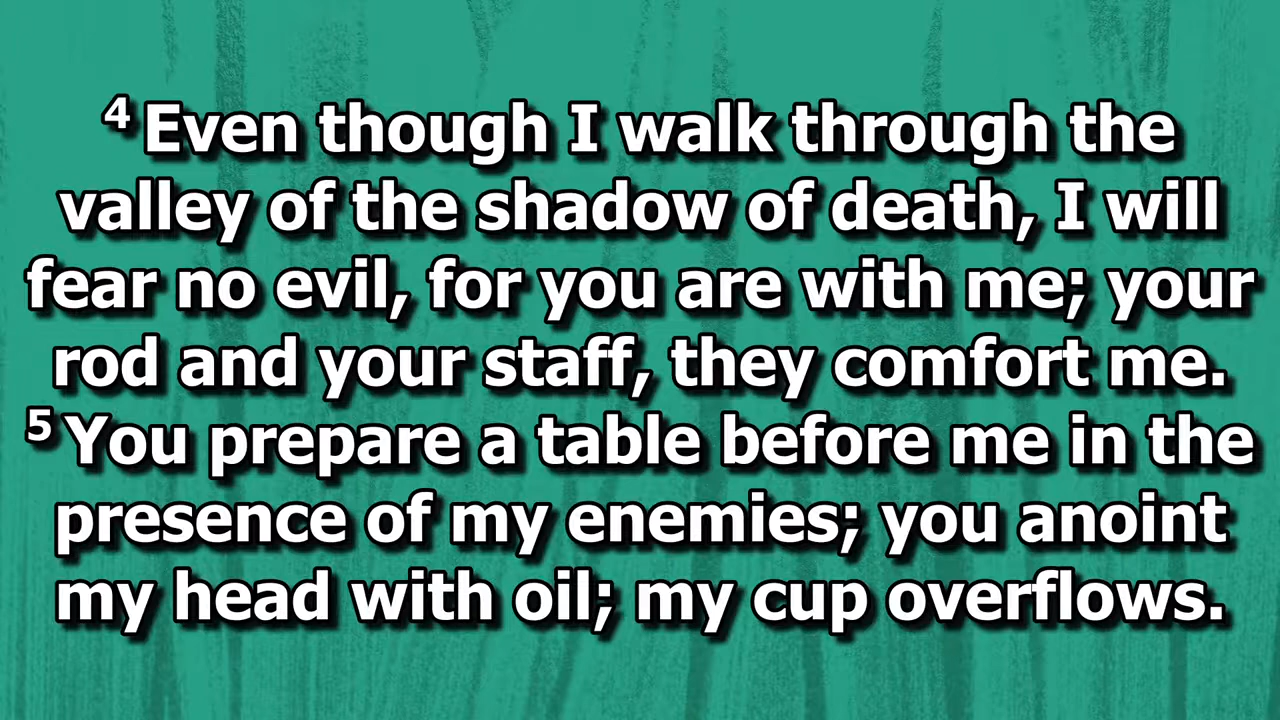 4 Even though I walk through the
valley of the shadow of death, I will
fear no evil, for you are with me; your
rod and your staff, they comfort me.
5 You prepare a table before me in the
presence of my enemies; you anoint
my head with oil; my cup overflows.